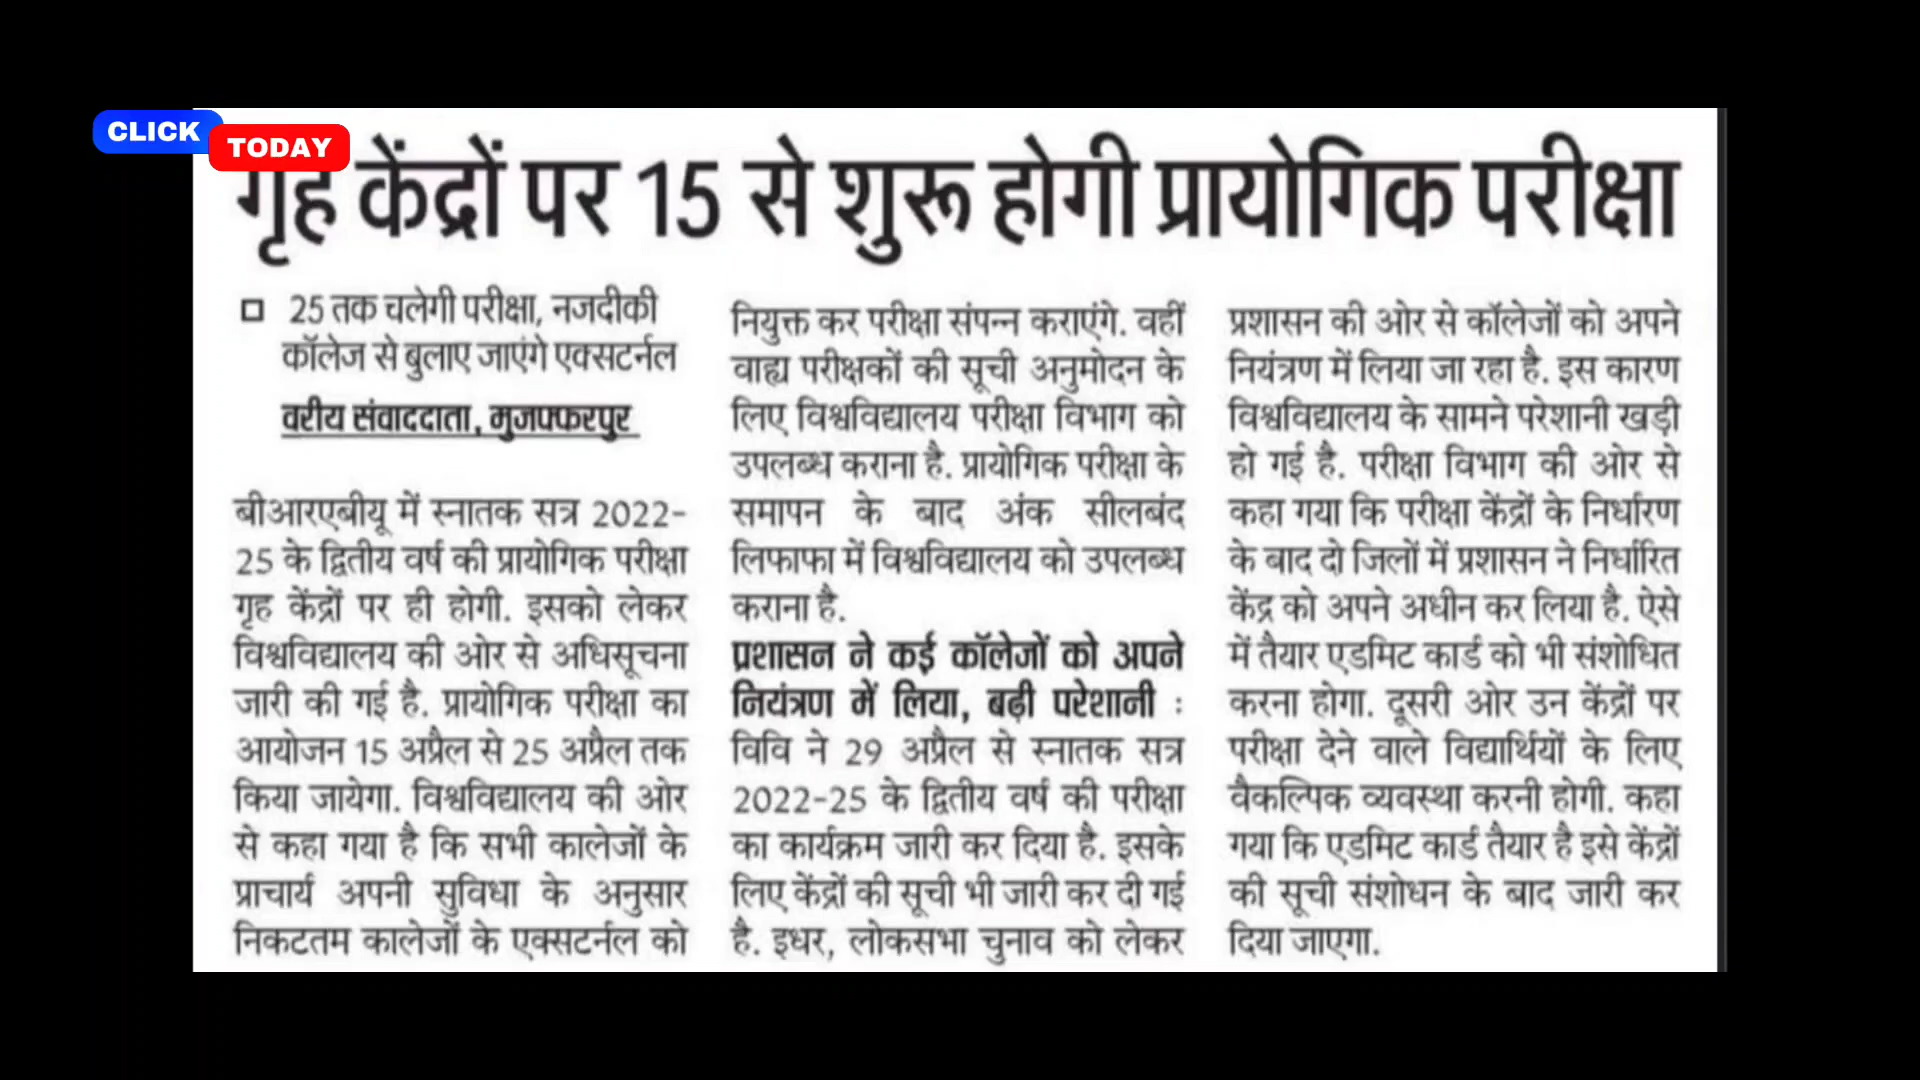 CLICK
TODAY
गृह केंद्रों पर 15 से शुरू होगी प्रायोगिक परीक्षा
25 तक चलेगी परीक्षा, नजदीकी
कॉलेज से बुलाए जाएंगे एक्सटर्नल
वरीय संवाददाता, मुजफ्फरपुर
बीआरएबीयू में स्नातक सत्र 2022-
25 के द्वितीय वर्ष की प्रायोगिक परीक्षा
गृह केंद्रों पर ही होगी. इसको लेकर
विश्वविद्यालय की ओर से अधिसूचना
जारी की गई है. प्रायोगिक परीक्षा का
आयोजन 15 अप्रैल से 25 अप्रैल तक
किया जायेगा. विश्वविद्यालय की ओर
से कहा गया है कि सभी कालेजों के
प्राचार्य अपनी सुविधा के अनुसार
निकटतम कालेजों के एक्सटर्नल को
नियुक्त कर परीक्षा संपन्न कराएंगे. वहीं
वाह्य परीक्षकों की सूची अनुमोदन के
लिए विश्वविद्यालय परीक्षा विभाग को
उपलब्ध कराना है. प्रायोगिक परीक्षा के
समापन के बाद अंक सीलबंद
लिफाफा में विश्वविद्यालय को उपलब्ध
कराना है.
प्रशासन ने कई कॉलेजों को अपने
नियंत्रण में लिया, बढ़ी परेशानी :
विवि ने 29 अप्रैल से स्नातक सत्र
2022-25 के द्वितीय वर्ष की परीक्षा
का कार्यक्रम जारी कर दिया है. इसके
लिए केंद्रों की सूची भी जारी कर दी गई
है. इधर, लोकसभा चुनाव को लेकर
प्रशासन की ओर से कॉलेजों को अपने
नियंत्रण में लिया जा रहा है. इस कारण
विश्वविद्यालय के सामने परेशानी खड़ी
हो गई है. परीक्षा विभाग की ओर से
कहा गया कि परीक्षा केंद्रों के निर्धारण
के बाद दो जिलों में प्रशासन ने निर्धारित
केंद्र को अपने अधीन कर लिया है. ऐसे
में तैयार एडमिट कार्ड को भी संशोधित
करना होगा. दूसरी ओर उन केंद्रों पर
परीक्षा देने वाले विद्यार्थियों के लिए
वैकल्पिक व्यवस्था करनी होगी. कहा
गया कि एडमिट कार्ड तैयार है इसे केंद्रों
की सूची संशोधन के बाद जारी कर
दिया जाएगा.